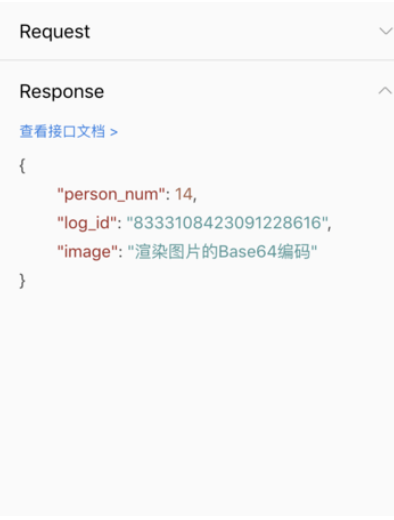 Request
Response
查看接口文档 >
{
"person_num": 14,
"log_id": "8333108423091228616",
"image": "渲染图片的Base64编码"
}